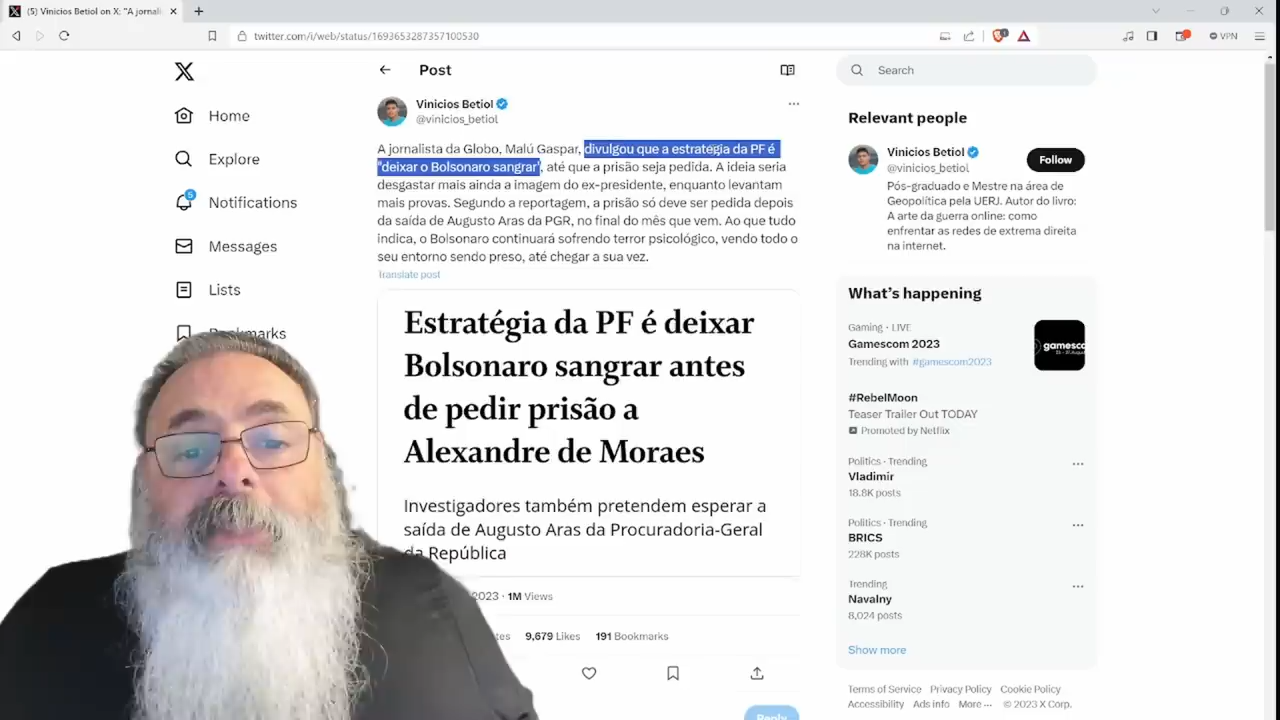 (5) Vinicios Betiol on X: "A jornali
twitter.com/i/web/status/1693653287357100530
VPN
Post
Search
Home
Explore
5
Notifications
Messages
Lists
Bookmarks
Vinicios Betiol
@vinicios_betiol
A jornalista da Globo, Malú Gaspar, divulgou que a estratégia da PF é
"deixar o Bolsonaro sangrar", até que a prisão seja pedida. A ideia seria
desgastar mais ainda a imagem do ex-presidente, enquanto levantam
mais provas. Segundo a reportagem, a prisão só deve ser pedida depois
da saída de Augusto Aras da PGR, no final do mês que vem. Ao que tudo
indica, o Bolsonaro continuará sofrendo terror psicológico, vendo todo o
seu entorno sendo preso, até chegar a sua vez.
Translate post
Estratégia da PF é deixar
Bolsonaro sangrar antes
de pedir prisão a
Alexandre de Moraes
Investigadores também pretendem esperar a
saída de Augusto Aras da Procuradoria-Geral
da República
2023 · 1M Views
9,679 Likes 191 Bookmarks
Reply
Relevant people
Vinicios Betiol
@vinicios_betiol
Follow
Pós-graduado e Mestre na área de
Geopolítica pela UERJ. Autor do livro:
A arte da guerra online: como
enfrentar as redes de extrema direita
na internet.
What's happening
Gaming · LIVE
Gamescom 2023
Trending with #gamescom2023
gamesco
#RebelMoon
Teaser Trailer Out TODAY
Promoted by Netflix
Politics · Trending
Vladimir
18.8K posts
Politics · Trending
BRICS
228K posts
Trending
Navalny
8,024 posts
Show more
Terms of Service Privacy Policy Cookie Policy
Accessibility Ads info More ··· © 2023 X Corp.